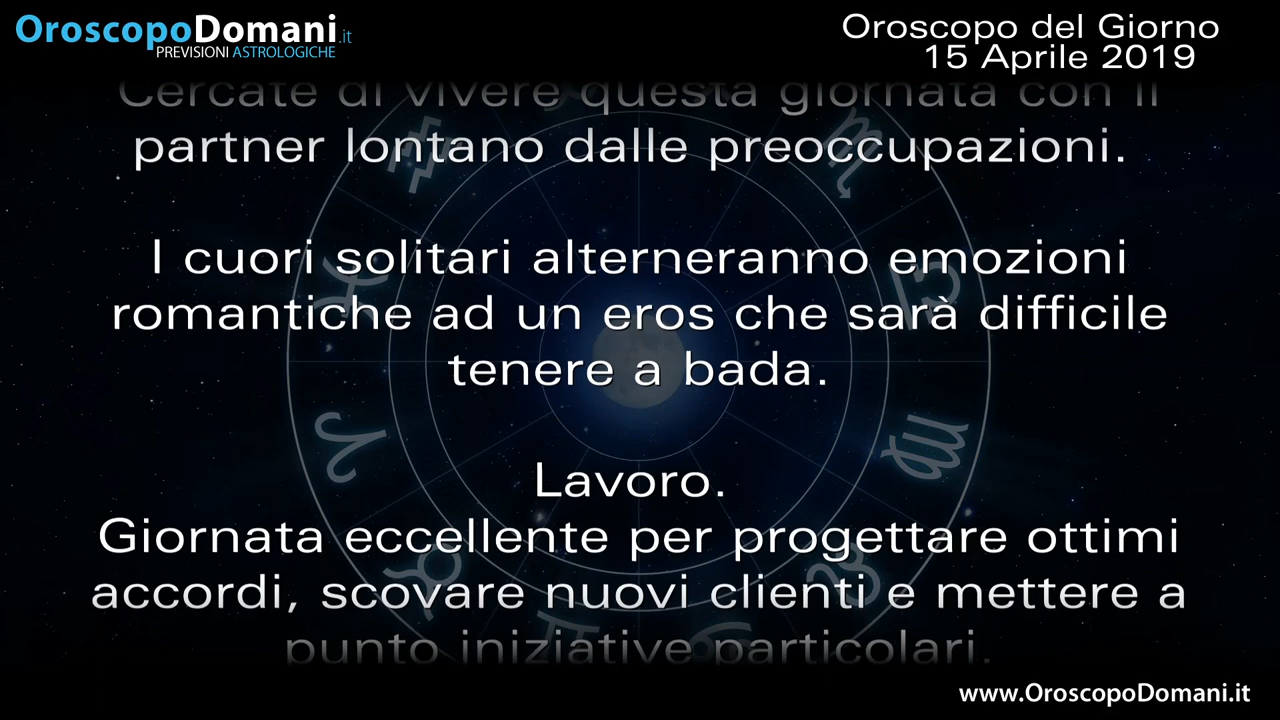 OroscopoDomani.it
PREVISIONI ASTROLOGICHE
Oroscopo del Giorno
15 Aprile 2019
Cercate di vivere questa giornata con il
partner lontano dalle preoccupazioni.
I cuori solitari alterneranno emozioni
romantiche ad un eros che sarà difficile
tenere a bada.
Lavoro.
Giornata eccellente per progettare ottimi
accordi, scovare nuovi clienti e mettere a
punto iniziative particolari.
www.OroscopoDomani.it